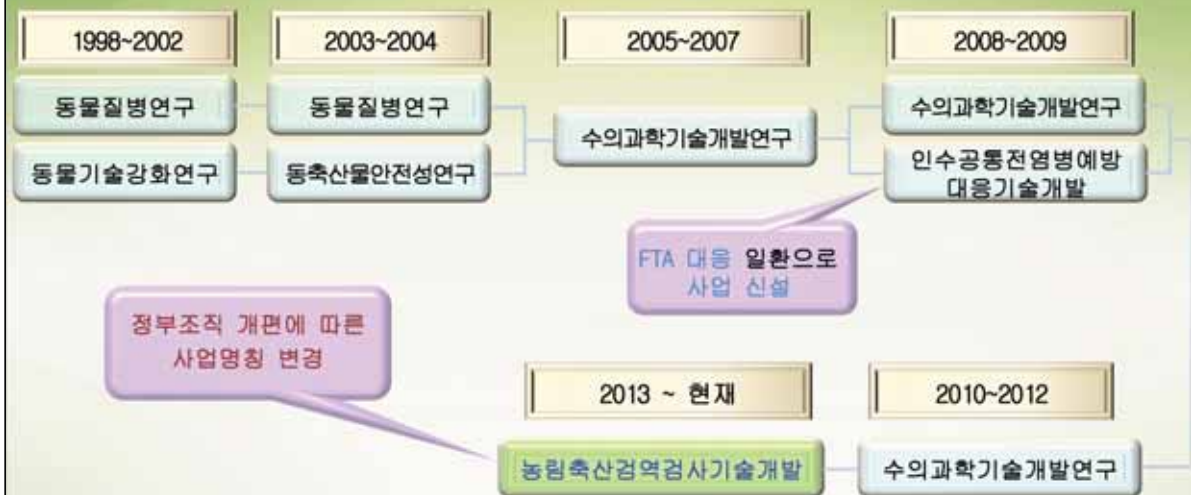 1998~2002
2003~2004
2005~2007
2008~2009
동물질병연구
동물질병연구
수의과학기술개발연구
수의과학기술개발연구
동물기술강화연구
동축산물안전성연구
인수공통전염병예방
대응기술개발
FTA 대응 일환으로
사업 신설
정부조직 개편에 따른
사업명칭 변경
2013 ~ 현재
2010~2012
농림축산검역검사기술개발
수의과학기술개발연구